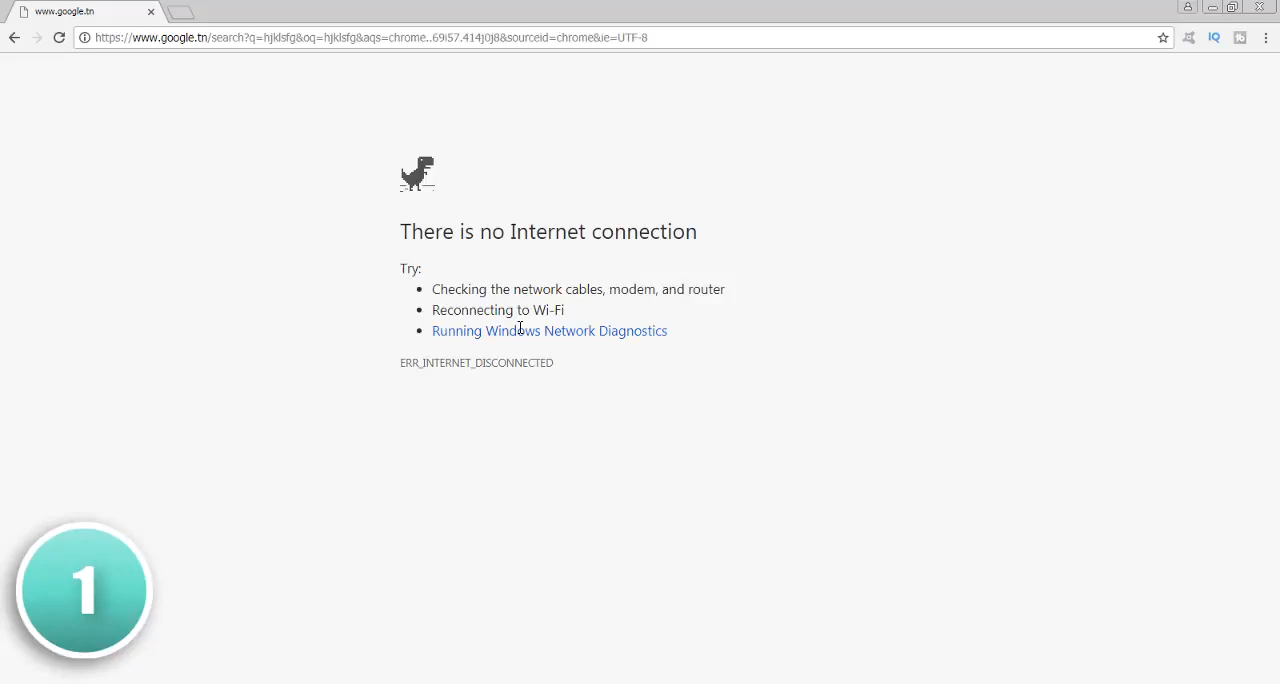 www.google.tn
https://www.google.tn/search?q=hjklsfg&oq=hjklsfg&aqs=chrome..69i57.414j0j8&sourceid=chrome&ie=UTF-8
IQ
There is no Internet connection
Try:
Checking the network cables, modem, and router
Reconnecting to Wi-Fi
Running Windows Network Diagnostics
ERR_INTERNET_DISCONNECTED
1